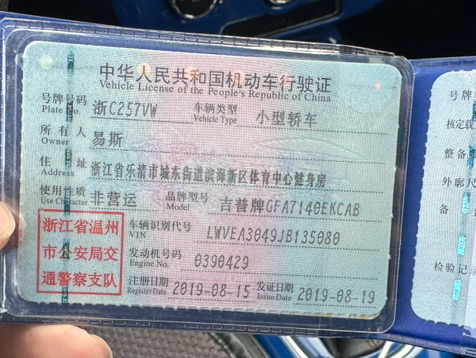 中华人民共和国机动车行驶证
Vehicle License of the People's Republic of China
号牌号码 Plate No. 浙C257VW 车辆类型 Vehicle Type 小型轿车
所有人 Owner 易斯
住址 Address 浙江省乐清市城东街道滨海新区体育中心健身房
使用性质 Use Character 非营运 品牌型号 Model 吉普牌GFA7140EKCAB
浙江省温州市公安局交通警察支队
车辆识别代号 VIN LWVEA3049JB135080
发动机号码 Engine No. 0390429
注册日期 Register Date 2019-08-15 发证日期 Issue Date 2019-08-19
号牌
核定载
整备
外廓
备
检验记